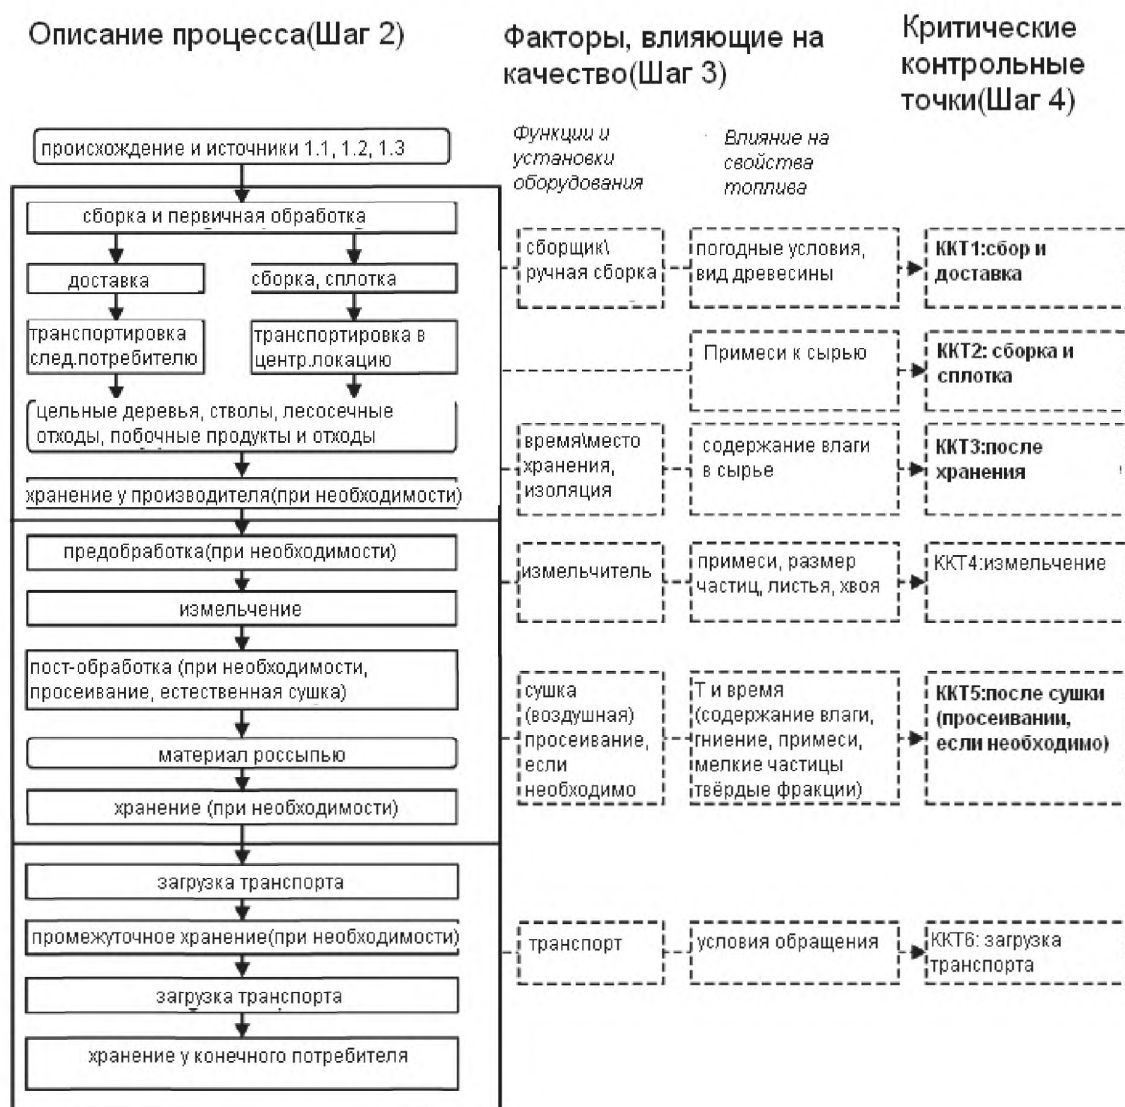 Описание процесса(Шаг 2)
Факторы, влияющие на
качество(Шаг 3)
Критические
контрольные
точки(Шаг 4)
Функции и
установки
оборудования
Влияние на
свойства
топлива
происхождение и источники 1.1, 1.2, 1.3
сборка и первичная обработка
доставка
сборка, сплотка
транспортировка
след.потребителю
транспортировка в
центр.локацию
цельные деревья, стволы, лесосечные
отходы, побочные продукты и отходы
хранение у производителя(при необходимости)
предобработка(при необходимости)
измельчение
пост-обработка (при необходимости,
просеивание, естественная сушка)
материал россыпью
хранение (при необходимости)
загрузка транспорта
промежуточное хранение(при необходимости)
загрузка транспорта
хранение у конечного потребителя
сборщик\
ручная сборка
погодные условия,
вид древесины
ККТ1:сбор и
доставка
Примеси к сырью
ККТ2: сборка и
сплотка
время\место
хранения,
изоляция
содержание влаги
в сырье
ККТ3:после
хранения
измельчитель
примеси, размер
частиц, листья, хвоя
ККТ4:измельчение
сушка
(воздушная)
просеивание,
если
необходимо
Т и время
(содержание влаги,
гниение, примеси,
мелкие частицы
твёрдые фракции)
ККТ5:после сушки
(просеивании,
если необходимо)
транспорт
условия обращения
ККТ6: загрузка
транспорта